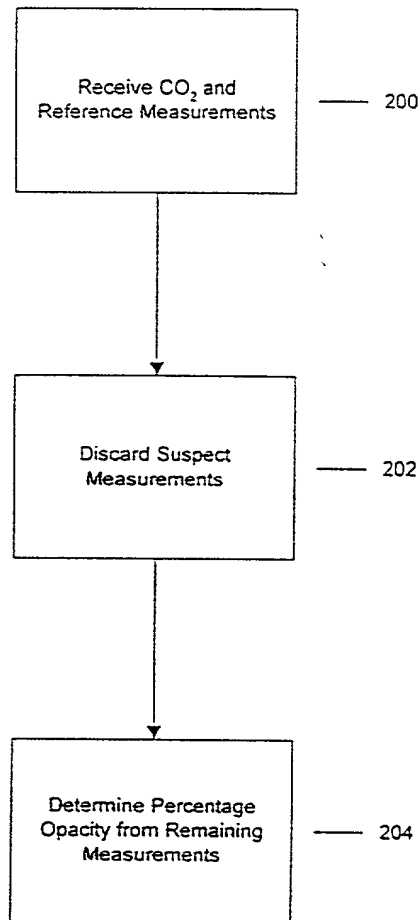 Receive CO₂ and
Reference Measurements
200
Discard Suspect
Measurements
202
Determine Percentage
Opacity from Remaining
Measurements
204